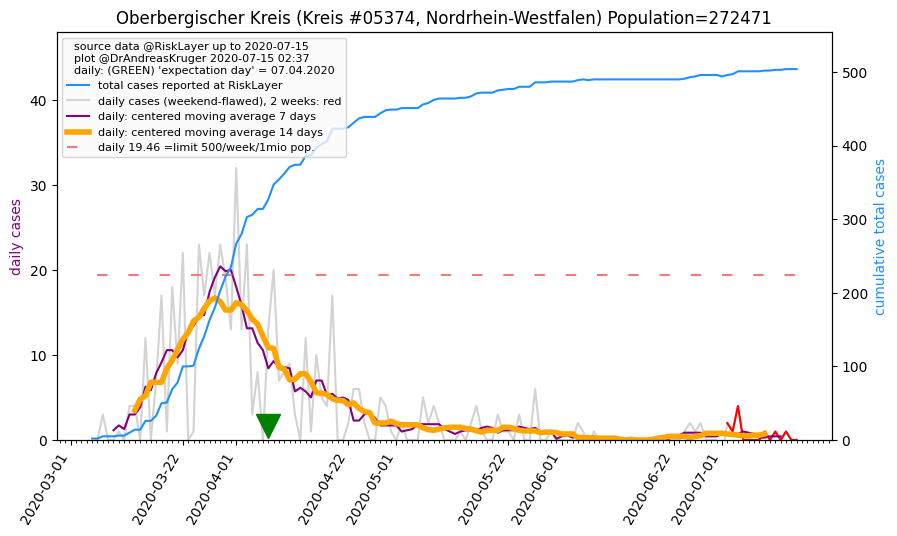 Oberbergischer Kreis (Kreis #05374, Nordrhein-Westfalen) Population=272471
source data @RiskLayer up to 2020-07-15
plot @DrAndreasKruger 2020-07-15 02:37
daily: (GREEN) 'expectation day' = 07.04.2020
total cases reported at RiskLayer
daily cases (weekend-flawed), 2 weeks: red
daily: centered moving average 7 days
daily: centered moving average 14 days
daily 19.46 =limit 500/week/1mio pop.
daily cases
40
30
20
10
0
cumulative total cases
500
400
300
200
100
0
2020-03-01
2020-03-22
2020-04-01
2020-04-22
2020-05-01
2020-05-22
2020-06-01
2020-06-22
2020-07-01